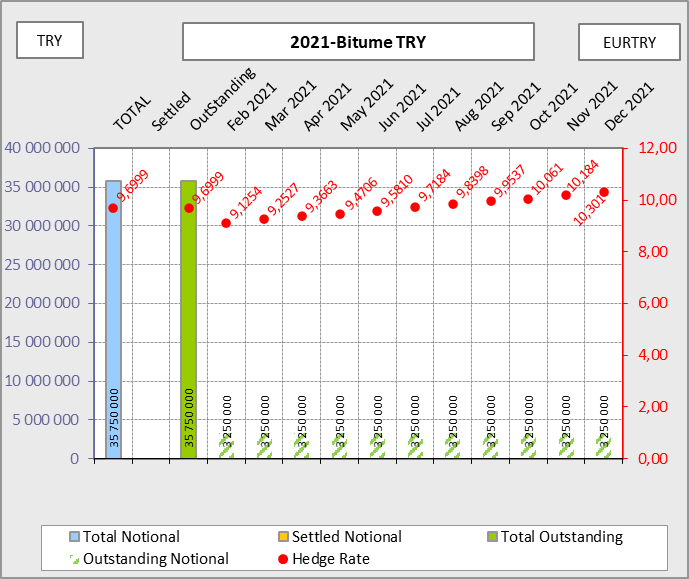 TRY
2021-Bitume TRY
EURTRY
TOTAL
Settled
OutStanding
Feb 2021
Mar 2021
Apr 2021
May 2021
Jun 2021
Jul 2021
Aug 2021
Sep 2021
Oct 2021
Nov 2021
Dec 2021
40 000 000
35 000 000
30 000 000
25 000 000
20 000 000
15 000 000
10 000 000
5 000 000
0
9,6999
9,6999
9,1254
9,2527
9,3663
9,4706
9,5810
9,7184
9,8398
9,9537
10,061
10,184
10,301
35 750 000
35 750 000
3 250 000
3 250 000
3 250 000
3 250 000
3 250 000
3 250 000
3 250 000
3 250 000
3 250 000
3 250 000
3 250 000
12,00
10,00
8,00
6,00
4,00
2,00
0,00
Total Notional
Settled Notional
Total Outstanding
Outstanding Notional
Hedge Rate